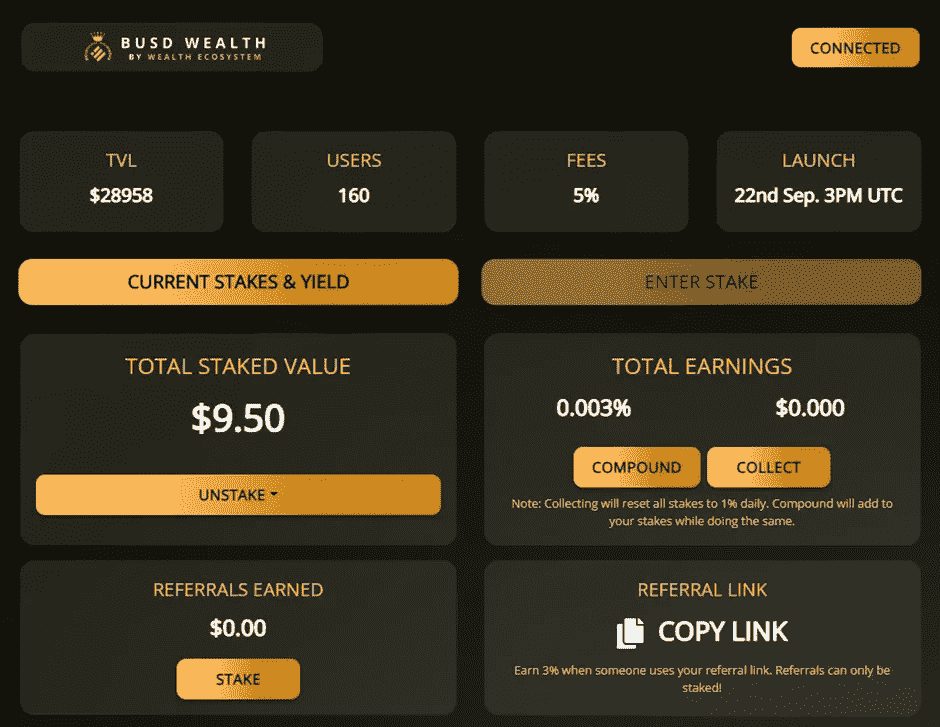 BUSD WEALTH
BY WEALTH ECOSYSTEM
CONNECTED
TVL
$28958
USERS
160
FEES
5%
LAUNCH
22nd Sep. 3PM UTC
CURRENT STAKES & YIELD
ENTER STAKE
TOTAL STAKED VALUE
$9.50
UNSTAKE
TOTAL EARNINGS
0.003% $0.000
COMPOUND COLLECT
Note: Collecting will reset all stakes to 1% daily. Compound will add to
your stakes while doing the same.
REFERRALS EARNED
$0.00
STAKE
REFERRAL LINK
COPY LINK
Earn 3% when someone uses your referral link. Referrals can only be
staked!